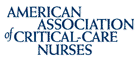 AMERICAN
ASSOCIATION
of CRITICAL-CARE
NURSES